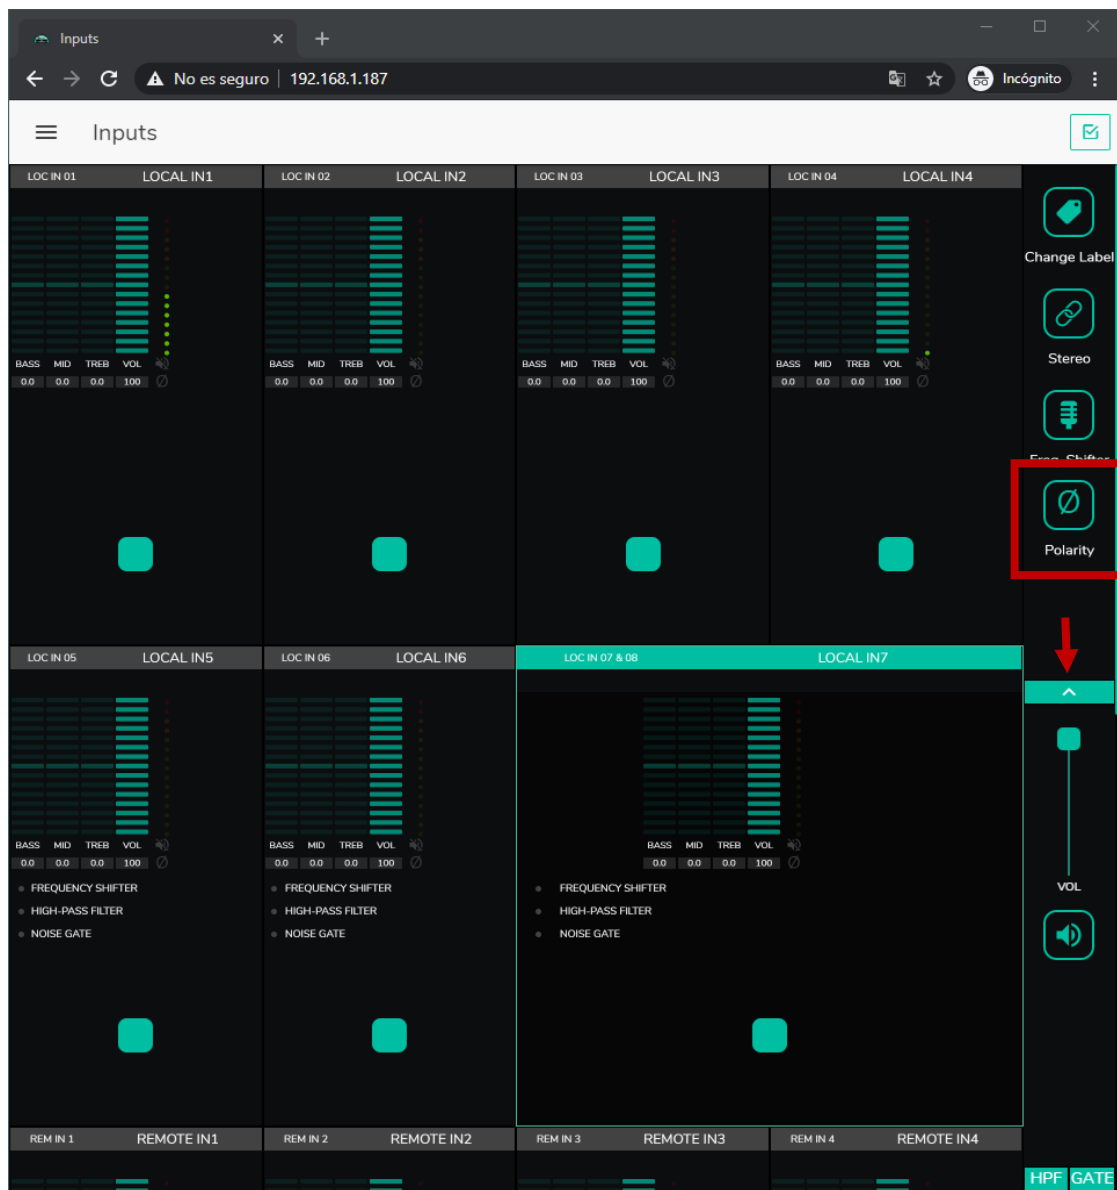 Inputs
No es seguro | 192.168.1.187
Incógnito
Inputs
LOC IN 01 LOCAL IN1
LOC IN 02 LOCAL IN2
LOC IN 03 LOCAL IN3
LOC IN 04 LOCAL IN4
Change Label
Stereo
BASS MID TREB VOL
0.0 0.0 0.0 100
BASS MID TREB VOL
0.0 0.0 0.0 100
BASS MID TREB VOL
0.0 0.0 0.0 100
BASS MID TREB VOL
0.0 0.0 0.0 100
Freq. Shifter
Polarity
LOC IN 05 LOCAL IN5
LOC IN 06 LOCAL IN6
LOC IN 07 & 08 LOCAL IN7
BASS MID TREB VOL
0.0 0.0 0.0 100
FREQUENCY SHIFTER
HIGH-PASS FILTER
NOISE GATE
BASS MID TREB VOL
0.0 0.0 0.0 100
FREQUENCY SHIFTER
HIGH-PASS FILTER
NOISE GATE
BASS MID TREB VOL
0.0 0.0 0.0 100
FREQUENCY SHIFTER
HIGH-PASS FILTER
NOISE GATE
VOL
REM IN 1 REMOTE IN1
REM IN 2 REMOTE IN2
REM IN 3 REMOTE IN3
REM IN 4 REMOTE IN4
HPF GATE